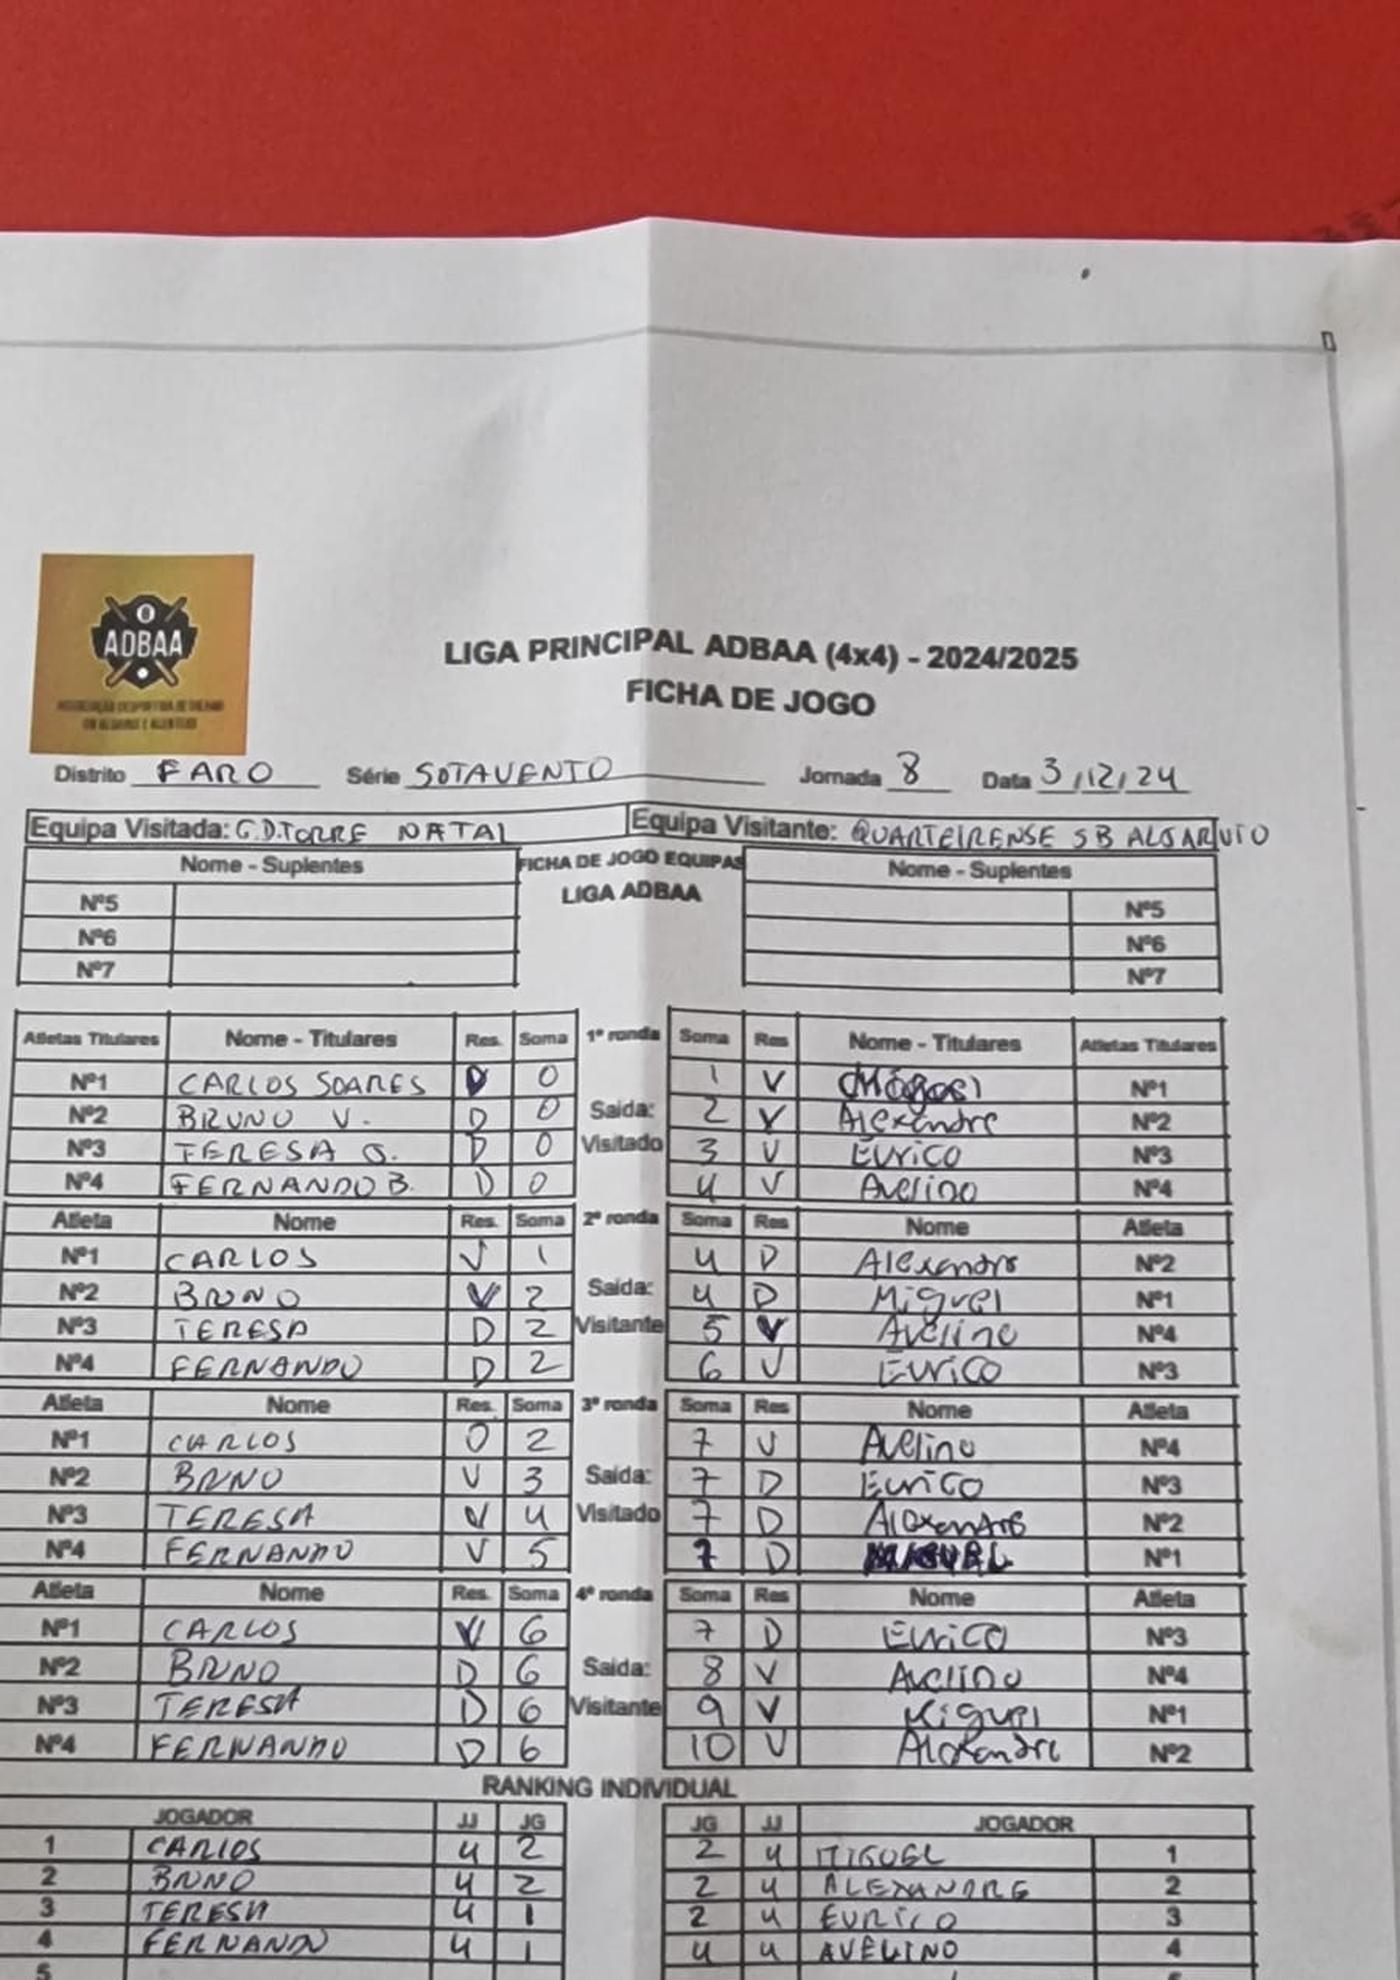 ADBAA
LIGA PRINCIPAL ADBAA (4x4) - 2024/2025
FICHA DE JOGO
Distrito FARO Série SOTAVENTO Jornada 8 Data 3/12/24
Equipa Visitada: G.D.TORRE NATAL Equipa Visitante: QUARTEIRENSE SB ALGARVIO
Nome - Suplentes FICHA DE JOGO EQUIPAS Nome - Suplentes
LIGA ADBAA
Nº5 Nº5
Nº6 Nº6
Nº7 Nº7
Atletas Titulares Nome - Titulares Res. Soma 1ª ronda Soma Res Nome - Titulares Atletas Titulares
Nº1 CARLOS SOARES D 0 1 V Nº1
Nº2 BRUNO V. D 0 Saida: 2 V Alexandre Nº2
Nº3 TERESA D 0 Visitado 3 V Eurico Nº3
Nº4 FERNANDO B. D 0 4 V Avelino Nº4
Atleta Nome Res. Soma 2ª ronda Soma Res Nome Atleta
Nº1 CARLOS V 1 4 D Alexandre Nº2
Nº2 BRUNO V 2 Saida: 4 D Miguel Nº1
Nº3 TERESA D 2 Visitante 5 V Avelino Nº4
Nº4 FERNANDO D 2 6 V Eurico Nº3
Atleta Nome Res. Soma 3ª ronda Soma Res Nome Atleta
Nº1 CARLOS D 2 7 V Avelino Nº4
Nº2 BRUNO V 3 Saida: 7 D Eurico Nº3
Nº3 TERESA V 4 Visitado 7 D Alexandre Nº2
Nº4 FERNANDO V 5 7 D Nº1
Atleta Nome Res. Soma 4ª ronda Soma Res Nome Atleta
Nº1 CARLOS V 6 7 D Eurico Nº3
Nº2 BRUNO D 6 Saida: 8 V Avelino Nº4
Nº3 TERESA D 6 Visitante 9 V Miguel Nº1
Nº4 FERNANDO D 6 10 V Alexandre Nº2
RANKING INDIVIDUAL
JOGADOR JJ JG JG JJ JOGADOR
1 CARLOS 4 2 2 4 MIGUEL 1
2 BRUNO 4 2 2 4 ALEXANDRE 2
3 TERESA 4 1 2 4 EURICO 3
4 FERNANDO 4 1 4 4 AVELINO 4
5